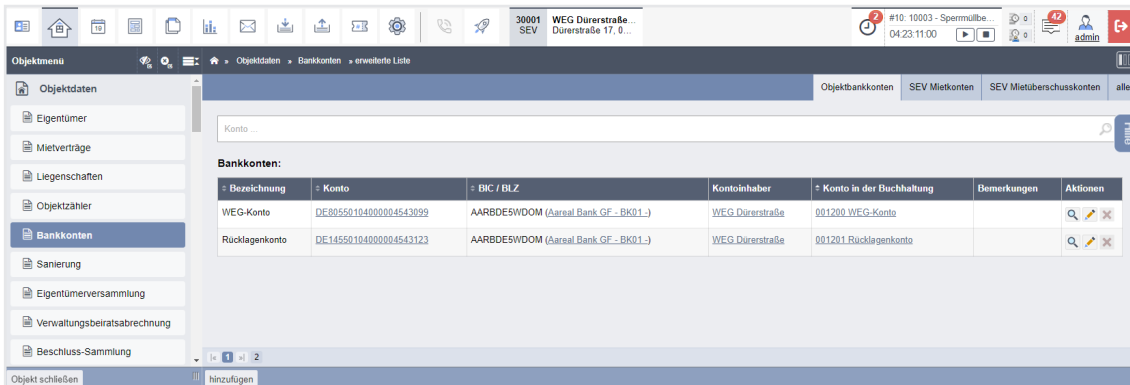 19
30001
SEV
WEG Dürerstraße...
Dürerstraße 17, 0...
2
#10: 10003 - Sperrmüllbe...
04:23:11:00
0
0
42
admin
Objektmenü
» Objektdaten » Bankkonten » erweiterte Liste
Objektdaten
Eigentümer
Mietverträge
Liegenschaften
Objektzähler
Bankkonten
Sanierung
Eigentümerversammlung
Verwaltungsbeiratsabrechnung
Beschluss-Sammlung
Objekt schließen
Objektbankkonten SEV Mietkonten SEV Mietüberschusskonten alle
Konto ...
Hilfe
Bankkonten:
Bezeichnung Konto BIC / BLZ Kontoinhaber Konto in der Buchhaltung Bemerkungen Aktionen
WEG-Konto DE80550104000004543099 AARBDE5WDOM (Aareal Bank GF - BK01 -) WEG Dürerstraße 001200 WEG-Konto
Rücklagenkonto DE14550104000004543123 AARBDE5WDOM (Aareal Bank GF - BK01 -) WEG Dürerstraße 001201 Rücklagenkonto
1 2
hinzufügen